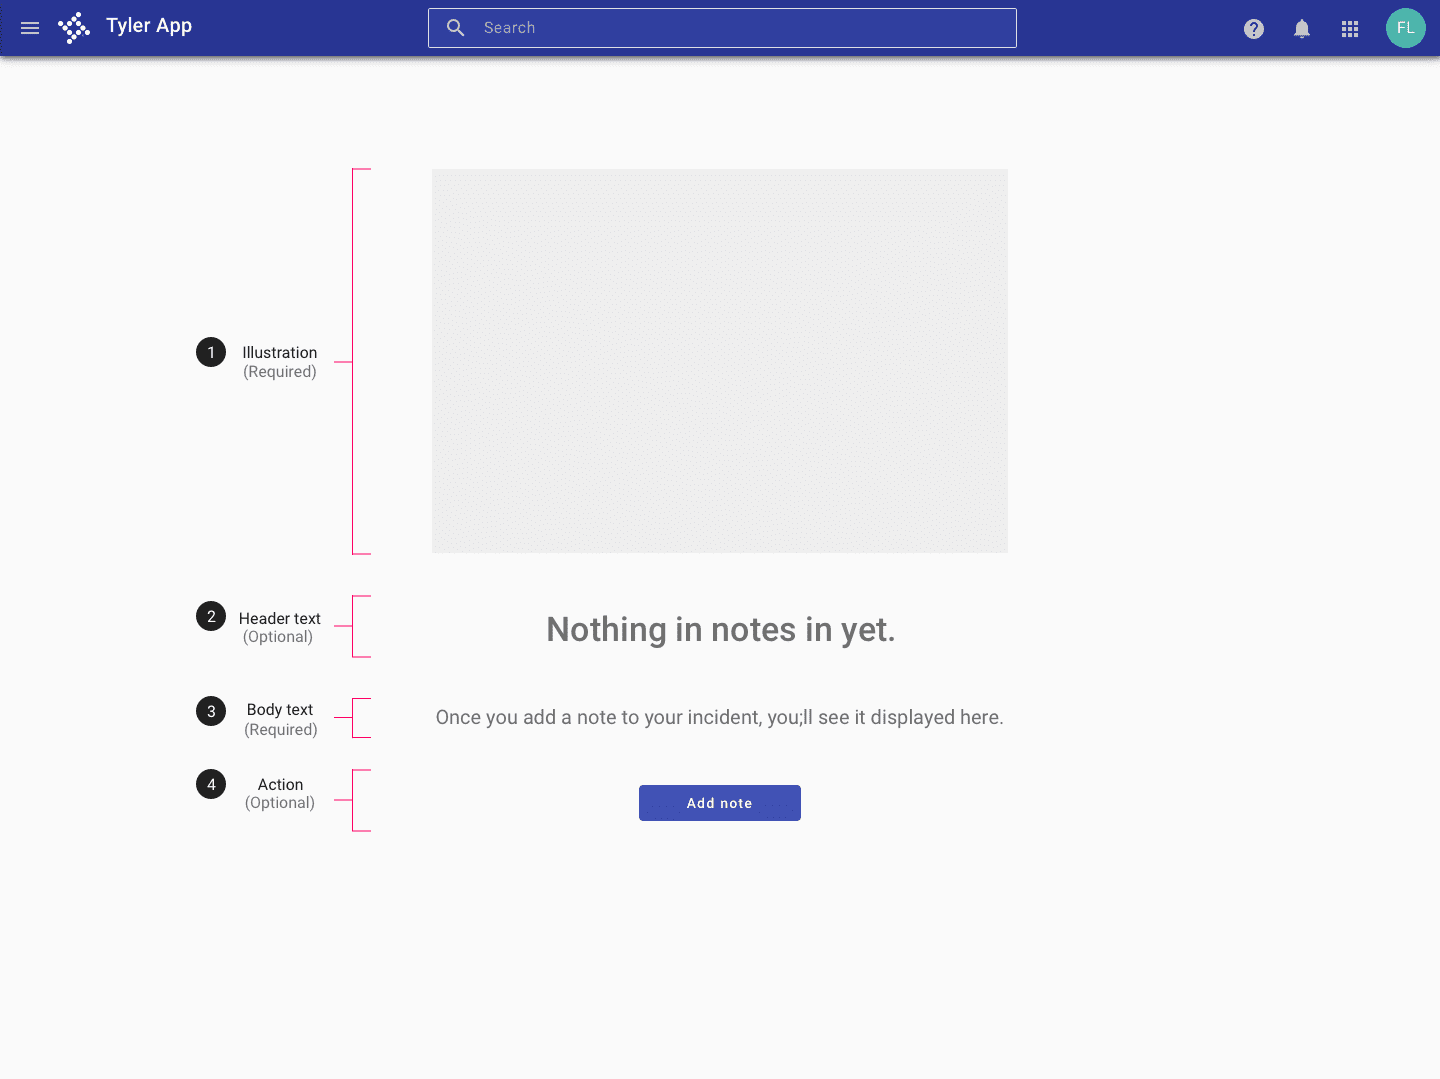 Tyler App
Search
FL
1 Illustration
(Required)
2 Header text
(Optional)
Nothing in notes in yet.
3 Body text
(Required)
Once you add a note to your incident, you;ll see it displayed here.
4 Action
(Optional)
Add note